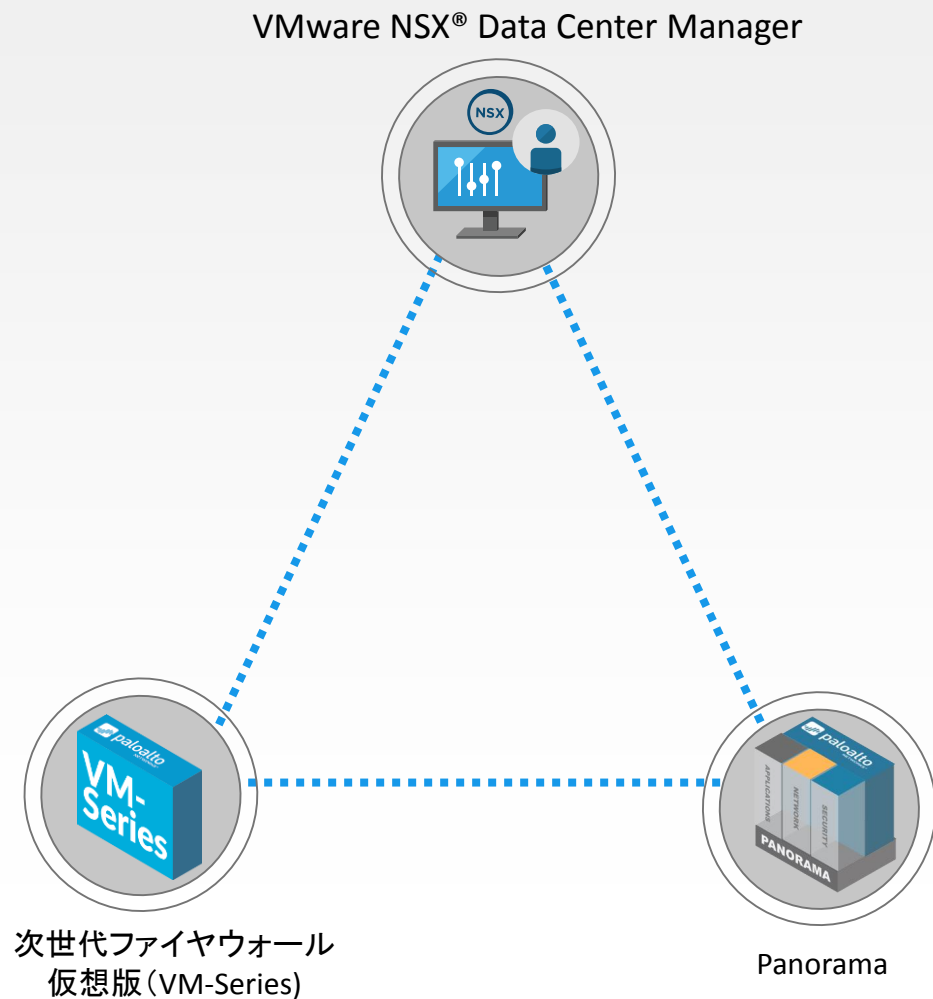 VMware NSX® Data Center Manager
NSX
paloalto
VM-
Series
paloalto
APPLICATIONS
NETWORK
SECURITY
PANORAMA
次世代ファイヤウォール
仮想版(VM-Series)
Panorama